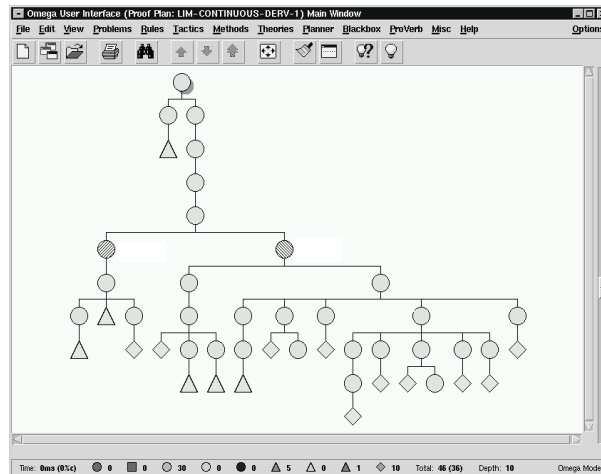 Omega User Interface (Proof Plan: LIM-CONTINUOUS-DERV-1) Main Window
File Edit View Problems Rules Tactics Methods Theories Planner Blackbox ProVerb Misc Help Options
Time: 0ms (0%c) 0 0 30 0 0 5 0 1 10 Total: 46 (36) Depth: 10 Omega Mode